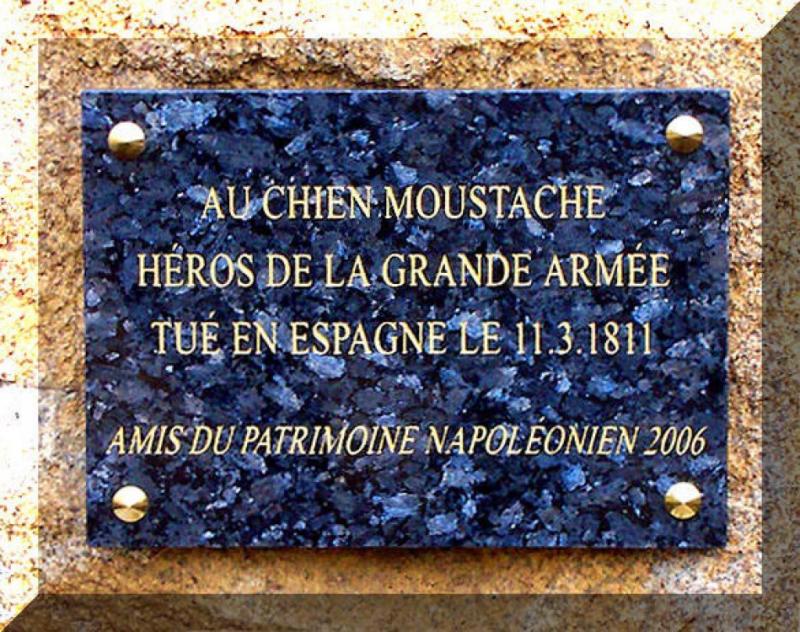 AU CHIEN MOUSTACHE
HÉROS DE LA GRANDE ARMÉE
TUÉ EN ESPAGNE LE 11.3.1811
AMIS DU PATRIMOINE NAPOLÉONIEN 2006